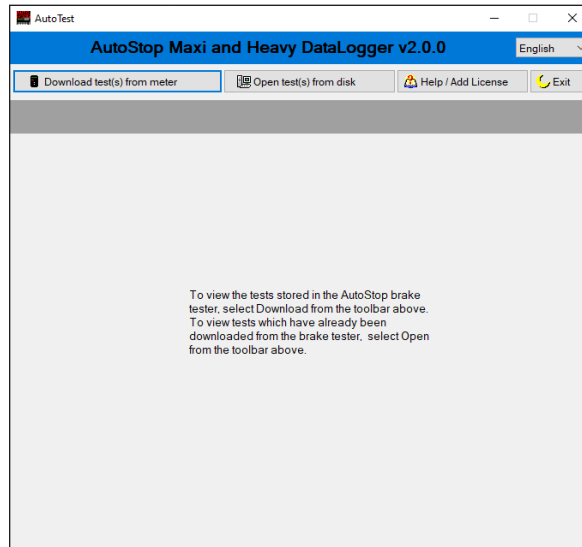 AutoTest
AutoStop Maxi and Heavy DataLogger v2.0.0
English
Download test(s) from meter
Open test(s) from disk
Help / Add License
Exit
To view the tests stored in the AutoStop brake
tester, select Download from the toolbar above.
To view tests which have already been
downloaded from the brake tester, select Open
from the toolbar above.